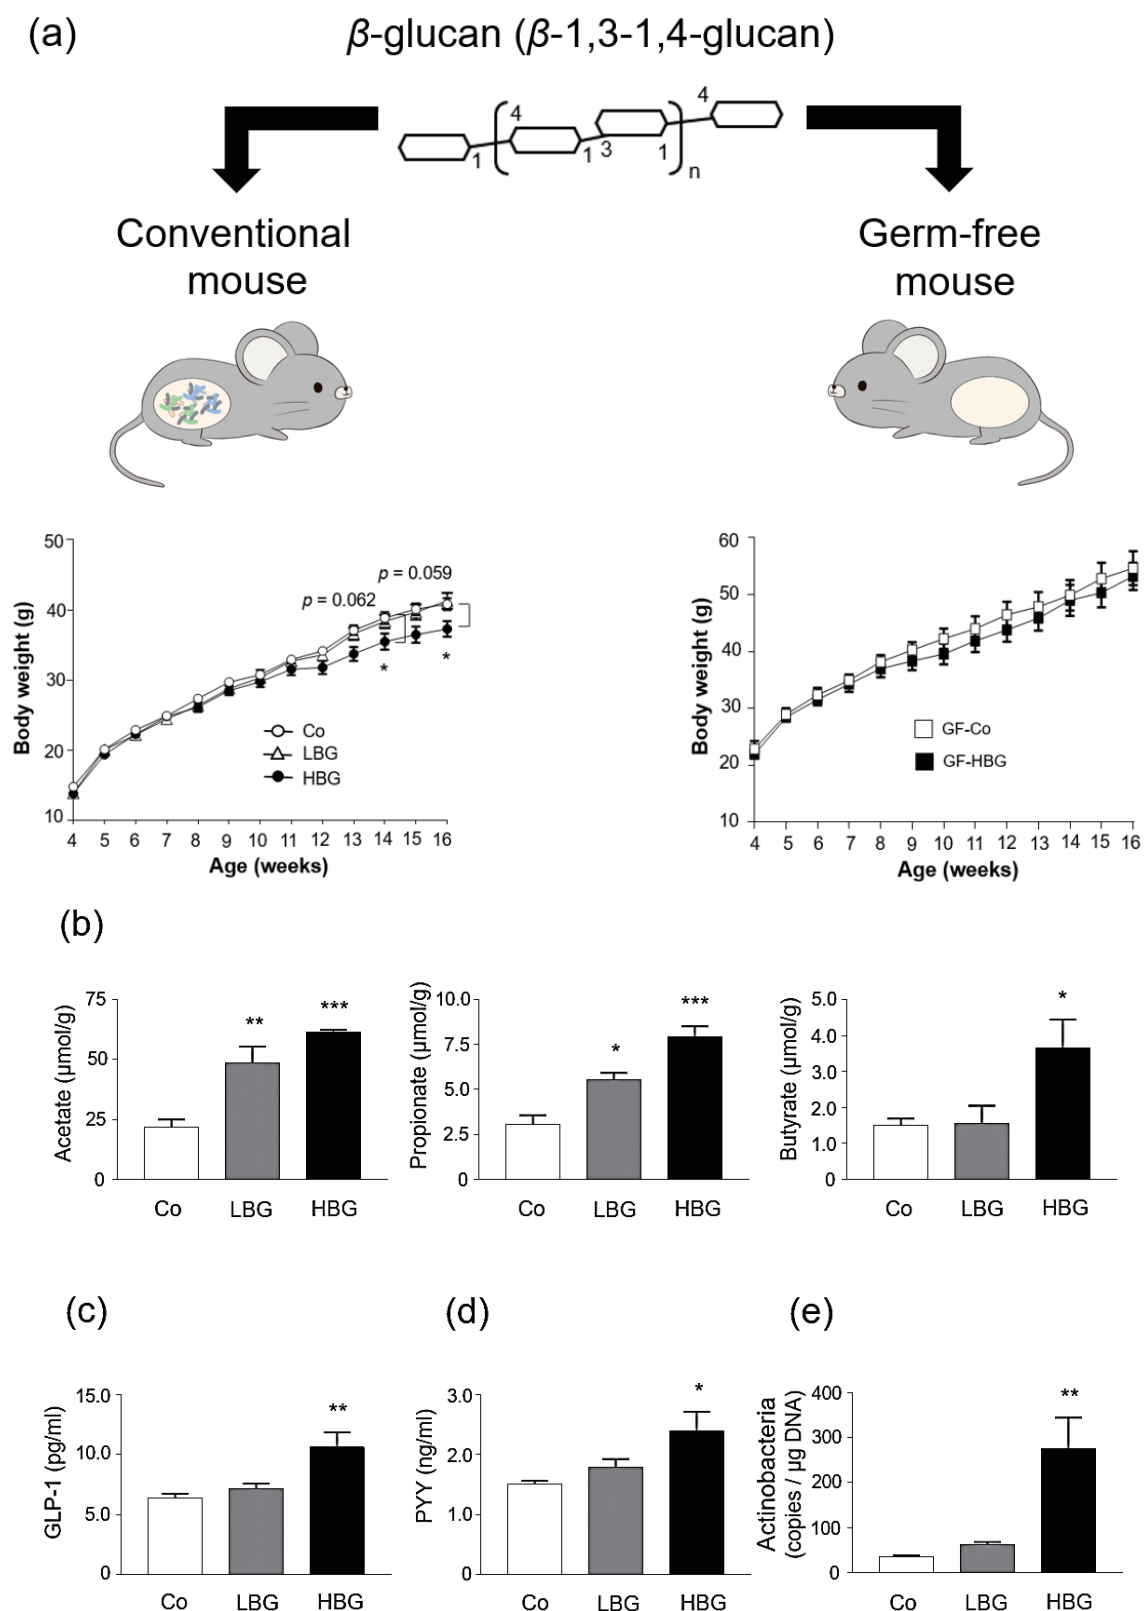 (a)
β-glucan (β-1,3-1,4-glucan)
4
4
1
1
3
1
n
Conventional
mouse
Germ-free
mouse
50
40
30
20
10
Body weight (g)
p = 0.059
p = 0.062
*
*
Co
LBG
HBG
4 5 6 7 8 9 10 11 12 13 14 15 16
Age (weeks)
60
50
40
30
20
10
Body weight (g)
GF-Co
GF-HBG
4 5 6 7 8 9 10 11 12 13 14 15 16
Age (weeks)
(b)
Acetate (μmol/g)
75
50
25
0
**
***
Co LBG HBG
Propionate (μmol/g)
10.0
7.5
5.0
2.5
0
*
***
Co LBG HBG
Butyrate (μmol/g)
5.0
4.0
3.0
2.0
1.0
0
*
Co LBG HBG
(c)
GLP-1 (pg/ml)
15.0
10.0
5.0
0
**
Co LBG HBG
(d)
PYY (ng/ml)
3.0
2.0
1.0
0
*
Co LBG HBG
(e)
Actinobacteria
(copies / μg DNA)
400
300
200
100
0
**
Co LBG HBG